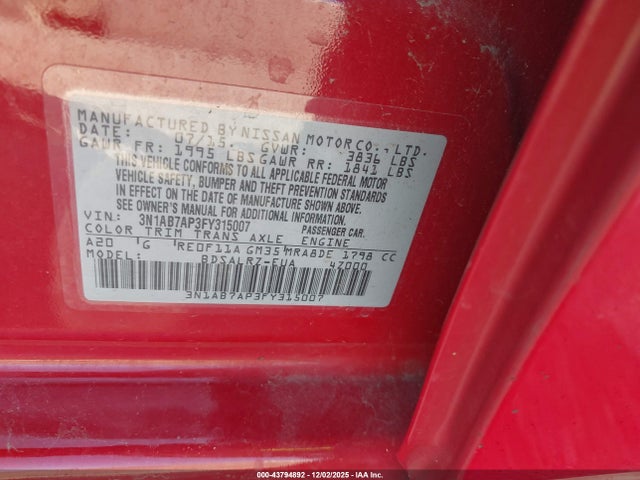 MANUFACTURED BY NISSAN MOTOR CO., LTD.
DATE: 07/15 GVWR: 3836 LBS
GAWR FR: 1995 LBS GAWR RR: 1841 LBS
THIS VEHICLE CONFORMS TO ALL APPLICABLE FEDERAL MOTOR
VEHICLE SAFETY, BUMPER AND THEFT PREVENTION STANDARDS
IN EFFECT ON THE DATE OF MANUFACTURE SHOWN ABOVE.
SEE OWNER'S MANUAL FOR ADDITIONAL INFORMATION.
VIN: 3N1AB7AP3FY315007 PASSENGER CAR
COLOR TRIM TRANS AXLE ENGINE
A20 G RE0F11A GM35 MRA8DE 1798 CC
MODEL: BDSALRZ-EUA 4Z000
3N1AB7AP3FY315007
000-43794892 - 12/02/2025 - IAA Inc.